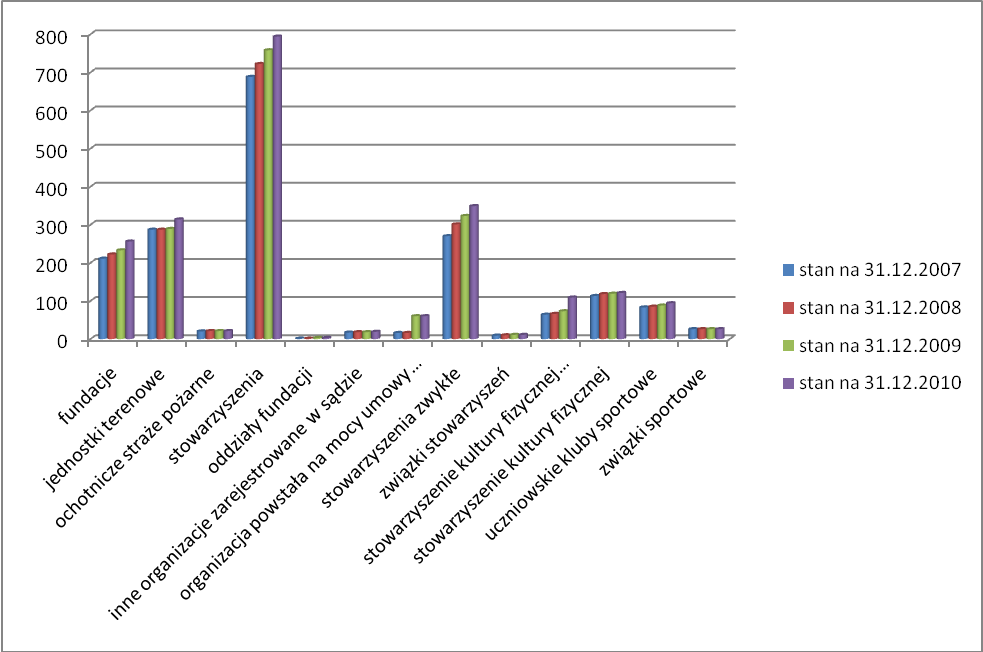 800
700
600
500
400
300
200
100
0
fundacje
jednostki terenowe
ochotnicze straże pożarne
stowarzyszenia
oddziały fundacji
inne organizacje zarejestrowane w sądzie
organizacja powstała na mocy umowy...
stowarzyszenia zwykłe
związki stowarzyszeń
stowarzyszenie kultury fizycznej...
stowarzyszenie kultury fizycznej
uczniowskie kluby sportowe
związki sportowe
stan na 31.12.2007
stan na 31.12.2008
stan na 31.12.2009
stan na 31.12.2010